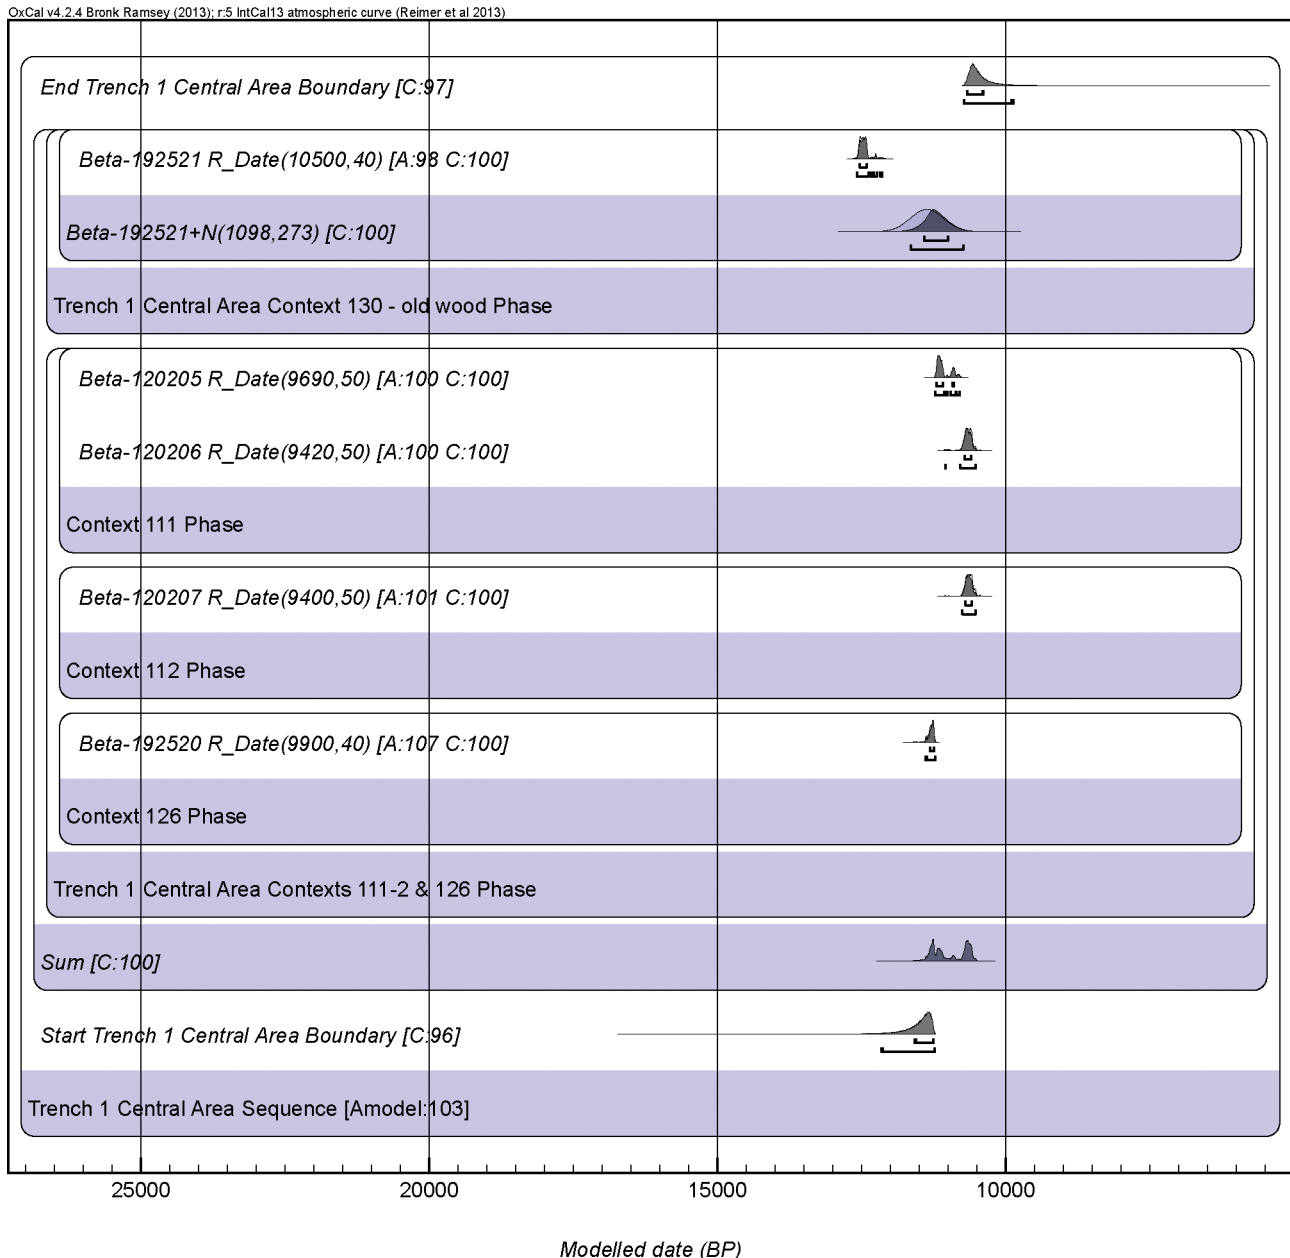 OxCal v4.2.4 Bronk Ramsey (2013); r:5 IntCal13 atmospheric curve (Reimer et al 2013)
End Trench 1 Central Area Boundary [C:97]
Beta-192521 R_Date(10500,40) [A:98 C:100]
Beta-192521+N(1098,273) [C:100]
Trench 1 Central Area Context 130 - old wood Phase
Beta-120205 R_Date(9690,50) [A:100 C:100]
Beta-120206 R_Date(9420,50) [A:100 C:100]
Context 111 Phase
Beta-120207 R_Date(9400,50) [A:101 C:100]
Context 112 Phase
Beta-192520 R_Date(9900,40) [A:107 C:100]
Context 126 Phase
Trench 1 Central Area Contexts 111-2 & 126 Phase
Sum [C:100]
Start Trench 1 Central Area Boundary [C:96]
Trench 1 Central Area Sequence [Amodel:103]
25000 20000 15000 10000
Modelled date (BP)